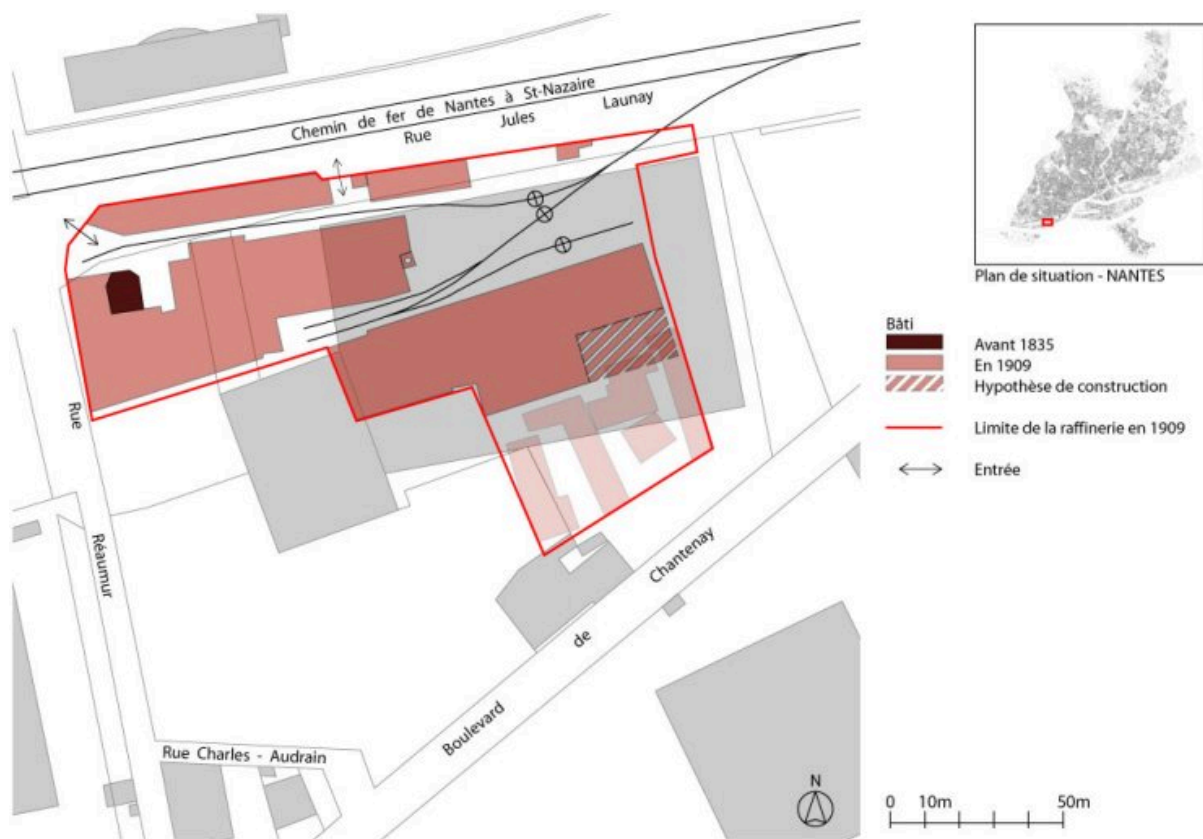 Chemin de fer de Nantes à St-Nazaire
Rue Jules Launay
Plan de situation - NANTES
Bâti
Avant 1835
En 1909
Hypothèse de construction
Limite de la raffinerie en 1909
Entrée
Rue
Réaumur
Boulevard de Chantenay
Rue Charles - Audrain
N
0 10m 50m